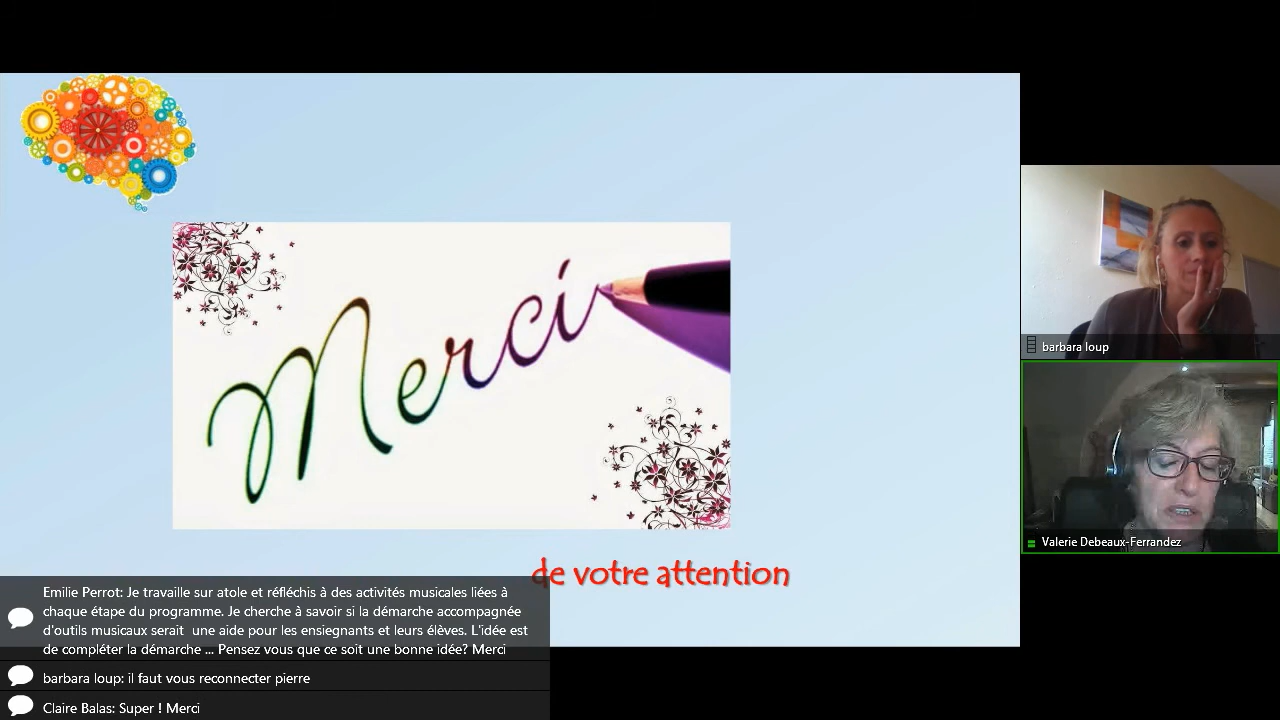 Merci
de votre attention
barbara loup
Valerie Debeaux-Ferrandez
Emilie Perrot: Je travaille sur atole et réfléchis à des activités musicales liées à
chaque étape du programme. Je cherche à savoir si la démarche accompagnée
d'outils musicaux serait une aide pour les ensiegnants et leurs élèves. L'idée est
de compléter la démarche ... Pensez vous que ce soit une bonne idée? Merci
barbara loup: il faut vous reconnecter pierre
Claire Balas: Super ! Merci